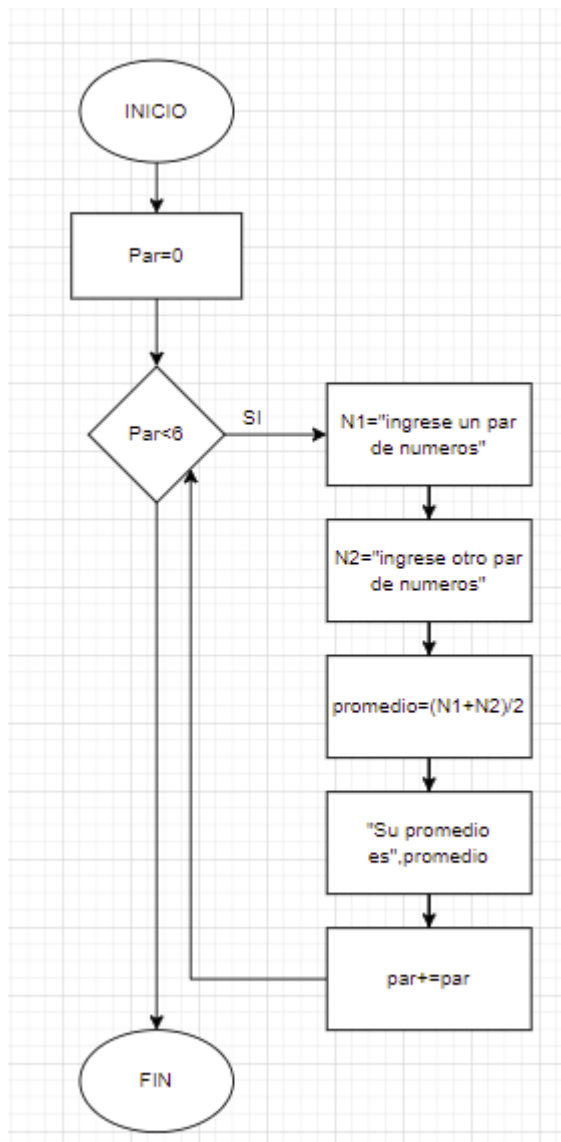 INICIO
Par=0
Par<6
SI
N1="ingrese un par
de numeros"
N2="ingrese otro par
de numeros"
promedio=(N1+N2)/2
"Su promedio
es",promedio
par+=par
FIN